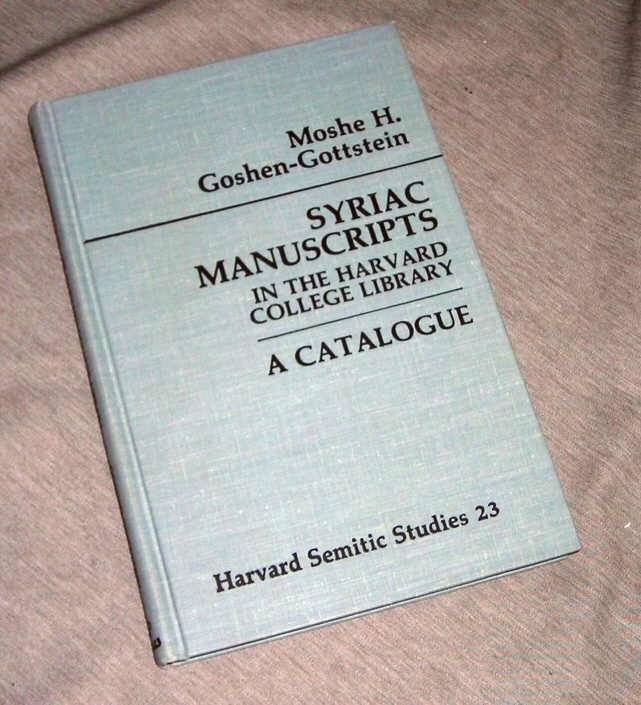 Moshe H.
Goshen-Gottstein
SYRIAC
MANUSCRIPTS
IN THE HARVARD
COLLEGE LIBRARY
A CATALOGUE
Harvard Semitic Studies 23